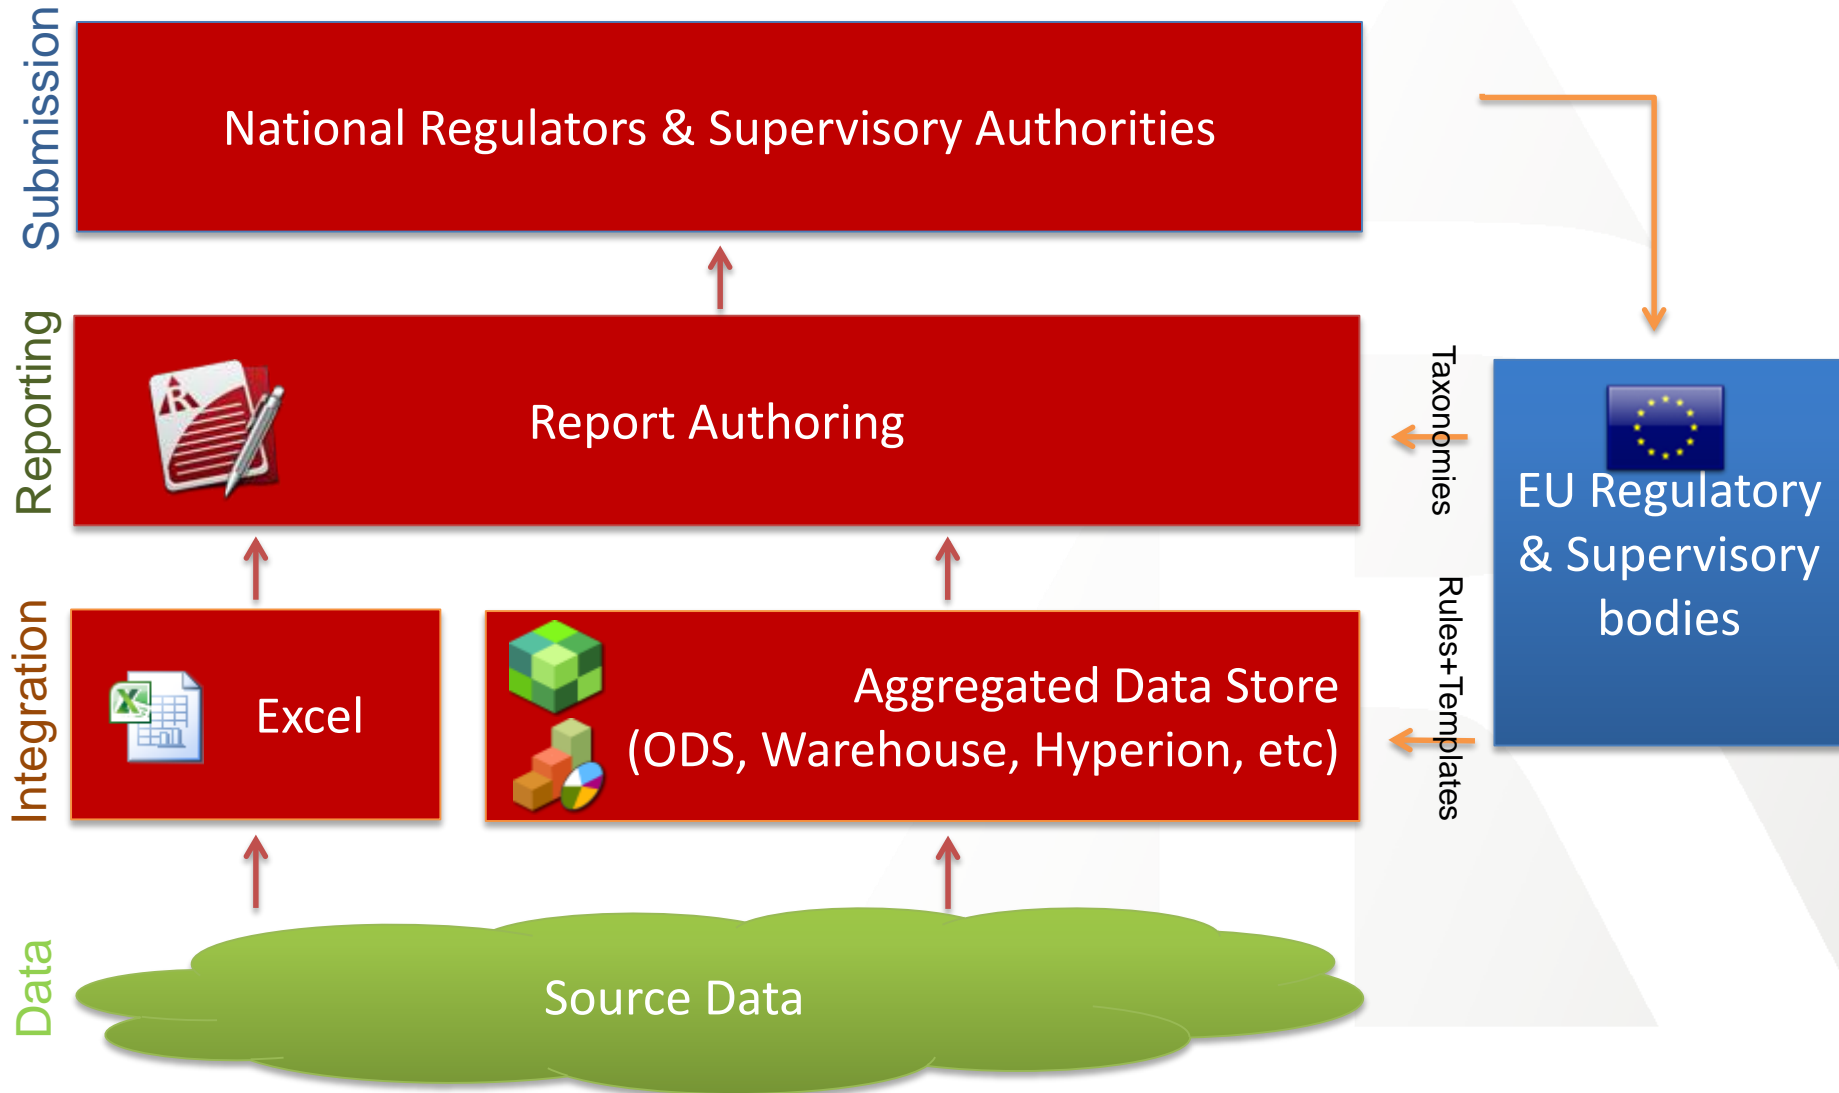 Submission
National Regulators & Supervisory Authorities
Reporting
Report Authoring
Taxonomies
EU Regulatory
& Supervisory
bodies
Integration
Excel
Aggregated Data Store
(ODS, Warehouse, Hyperion, etc)
Rules+Templates
Data
Source Data